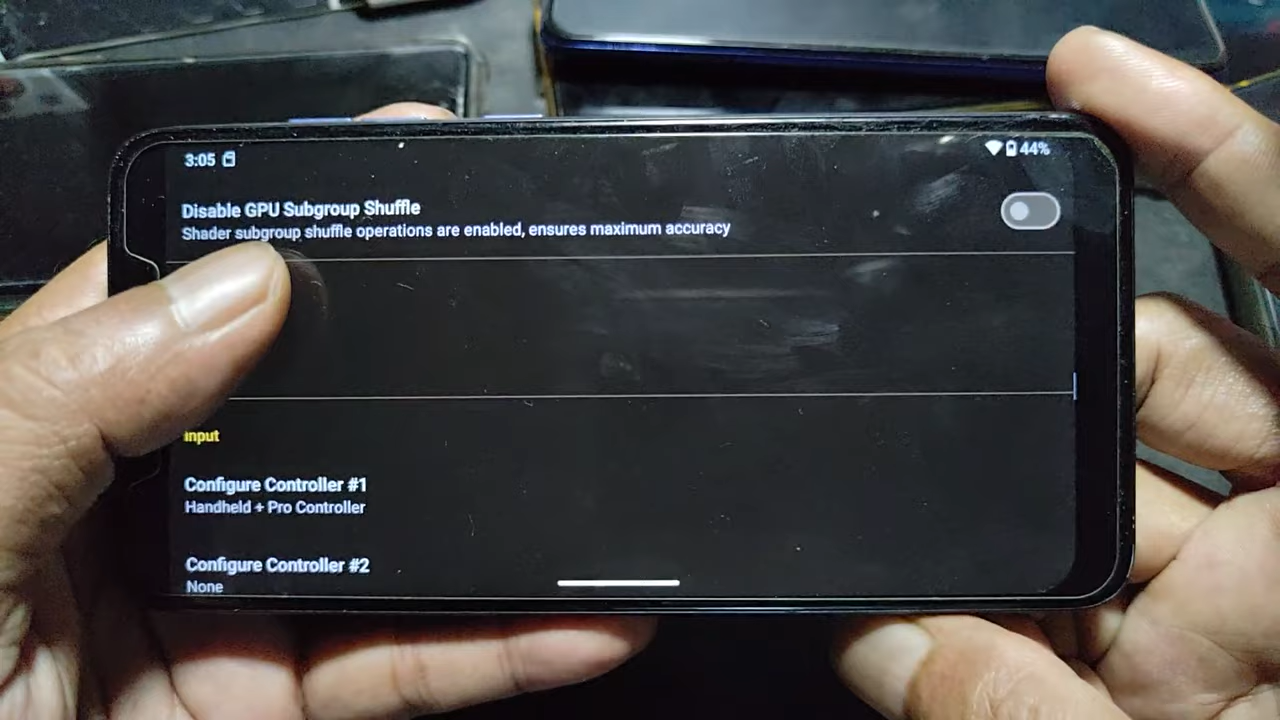 3:05
44%
Disable GPU Subgroup Shuffle
Shader subgroup shuffle operations are enabled, ensures maximum accuracy
Input
Configure Controller #1
Handheld + Pro Controller
Configure Controller #2
None